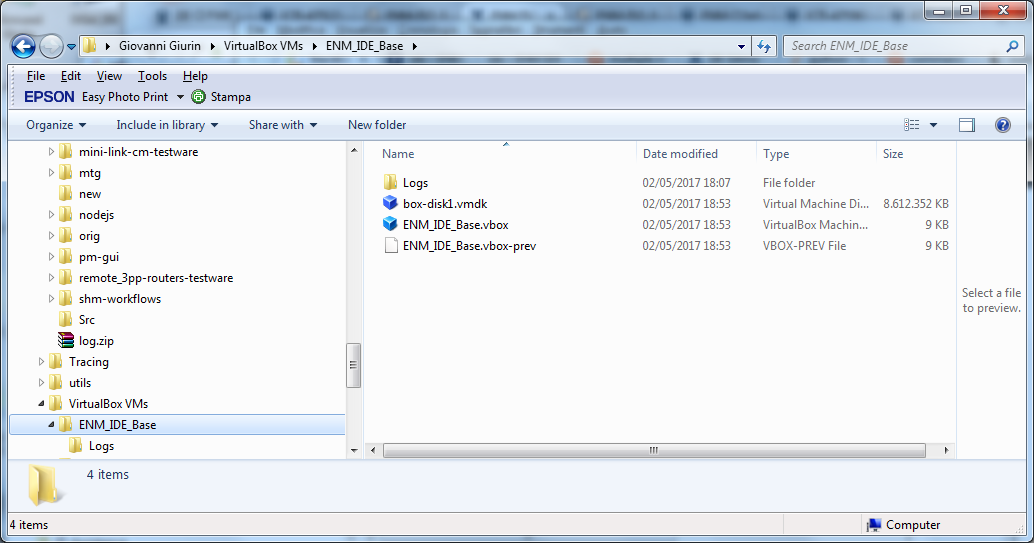 Giovanni Giurin VirtualBox VMs ENM_IDE_Base Search ENM_IDE_Base
File Edit View Tools Help
EPSON Easy Photo Print Stampa
Organize Include in library Share with New folder
mini-link-cm-testware
mtg
new
nodejs
orig
pm-gui
remote_3pp-routers-testware
shm-workflows
Src
log.zip
Tracing
utils
VirtualBox VMs
ENM_IDE_Base
Logs
Name Date modified Type Size
Logs 02/05/2017 18:07 File folder
box-disk1.vmdk 02/05/2017 18:53 Virtual Machine Di... 8.612.352 KB
ENM_IDE_Base.vbox 02/05/2017 18:53 VirtualBox Machin... 9 KB
ENM_IDE_Base.vbox-prev 02/05/2017 18:53 VBOX-PREV File 9 KB
Select a file
to preview.
4 items
4 items Computer